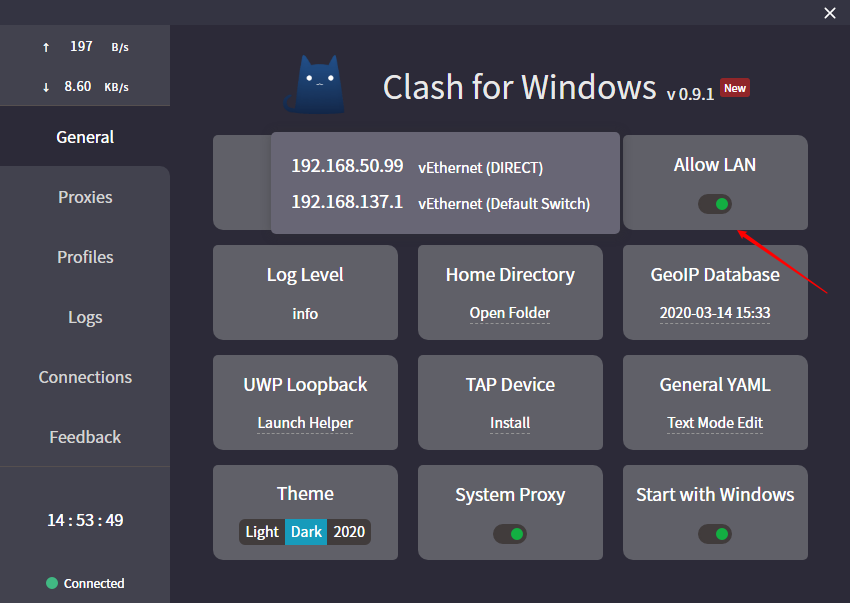 ↑ 197 B/s
↓ 8.60 KB/s
General
Proxies
Profiles
Logs
Connections
Feedback
14 : 53 : 49
Connected
Clash for Windows v 0.9.1 New
192.168.50.99 vEthernet (DIRECT)
192.168.137.1 vEthernet (Default Switch)
Allow LAN
Log Level
info
Home Directory
Open Folder
GeoIP Database
2020-03-14 15:33
UWP Loopback
Launch Helper
TAP Device
Install
General YAML
Text Mode Edit
Theme
Light Dark 2020
System Proxy
Start with Windows